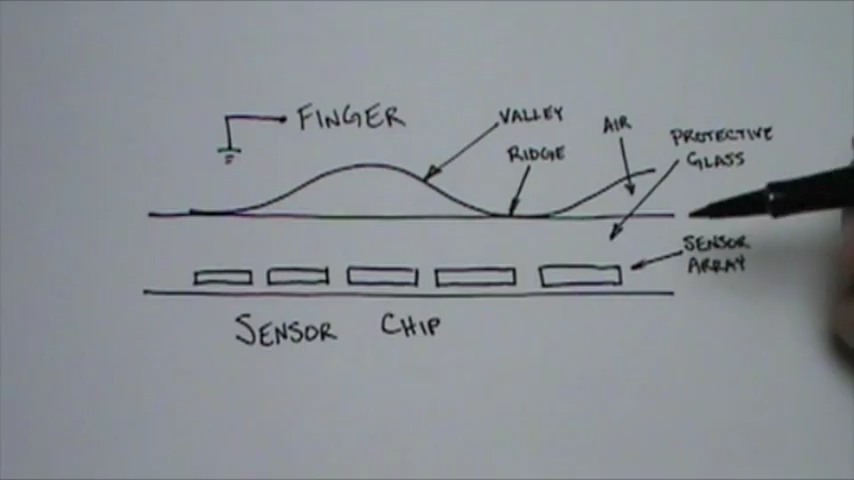 FINGER
VALLEY
RIDGE
AIR
PROTECTIVE
GLASS
SENSOR
ARRAY
SENSOR CHIP